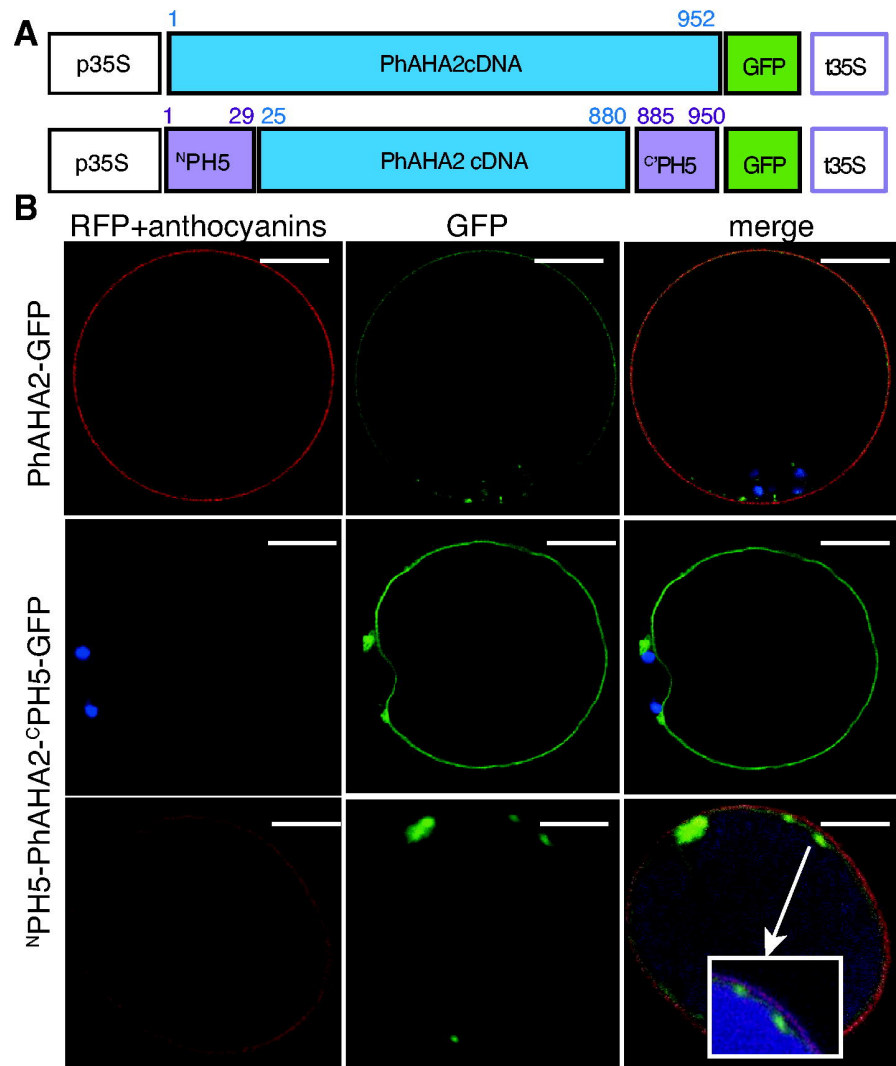 A
1 952
p35S PhAHA2cDNA GFP t35S
1 29 25 880 885 950
p35S ᴺPH5 PhAHA2 cDNA ᶜ'PH5 GFP t35S
B
RFP+anthocyanins GFP merge
PhAHA2-GFP
ᴺPH5-PhAHA2-ᶜPH5-GFP